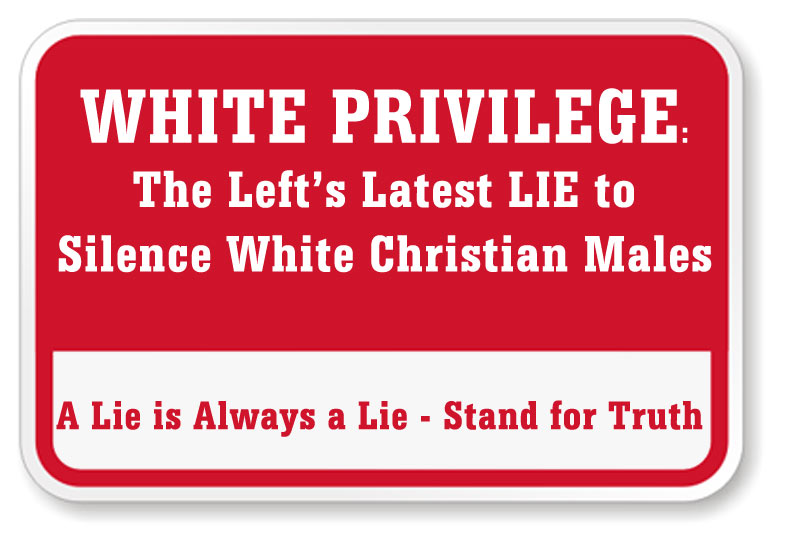 WHITE PRIVILEGE:
The Left's Latest LIE to
Silence White Christian Males
A Lie is Always a Lie - Stand for Truth